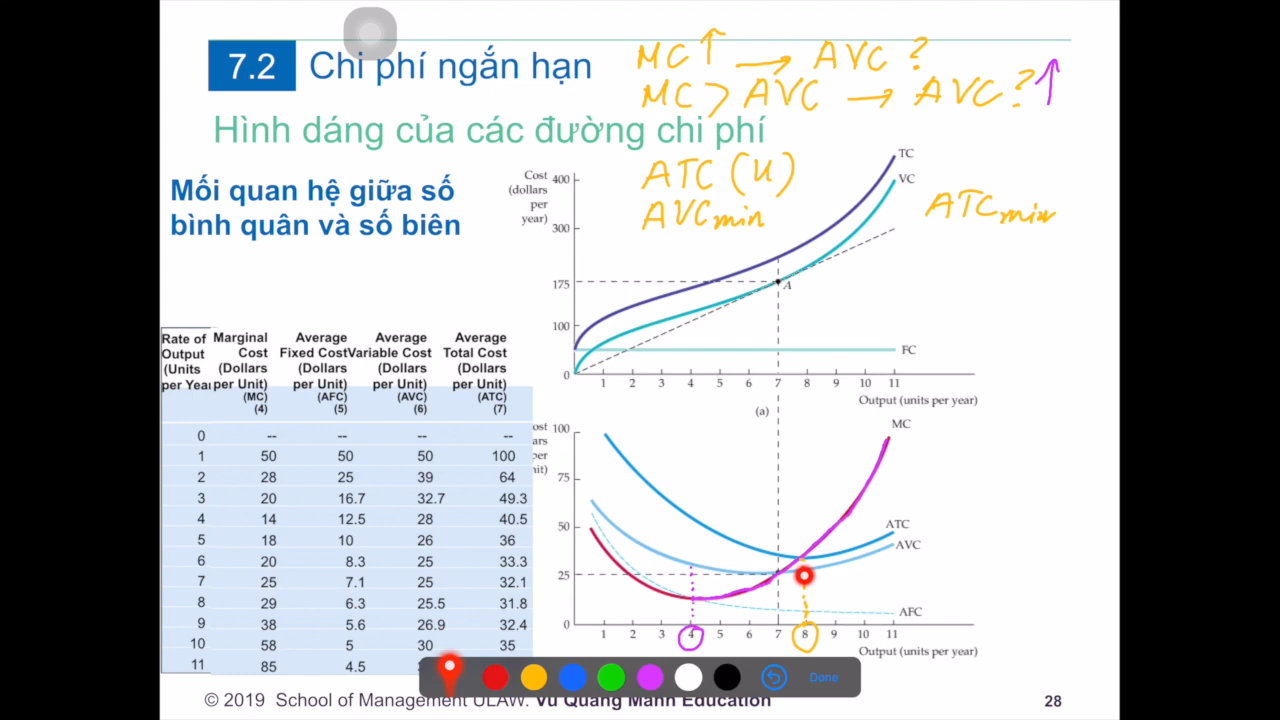 7.2 Chi phí ngắn hạn
MC↑ → AVC ?
MC > AVC → AVC ?↑
Hình dáng của các đường chi phí
Mối quan hệ giữa số
bình quân và số biên
ATC (U)
AVCmin
ATCmin
Cost
(dollars
per
year)
400
300
175
100
0
TC
VC
A
FC
1 2 3 4 5 6 7 8 9 10 11
Output (units per year)
(a)
Rate of Output (Units per Year
Marginal Cost (Dollars per Unit) (MC) (4)
Average Fixed Cost (Dollars per Unit) (AFC) (5)
Average Variable Cost (Dollars per Unit) (AVC) (6)
Average Total Cost (Dollars per Unit) (ATC) (7)
0 -- -- -- --
1 50 50 50 100
2 28 25 39 64
3 20 16.7 32.7 49.3
4 14 12.5 28 40.5
5 18 10 26 36
6 20 8.3 25 33.3
7 25 7.1 25 32.1
8 29 6.3 25.5 31.8
9 38 5.6 26.9 32.4
10 58 5 30 35
11 85 4.5
ost
ars
per
nit)
100
75
50
25
0
MC
ATC
AVC
AFC
1 2 3 4 5 6 7 8 9 10 11
Output (units per year)
Done
© 2019 School of Management ULAW. Vũ Quang Mạnh Education
28